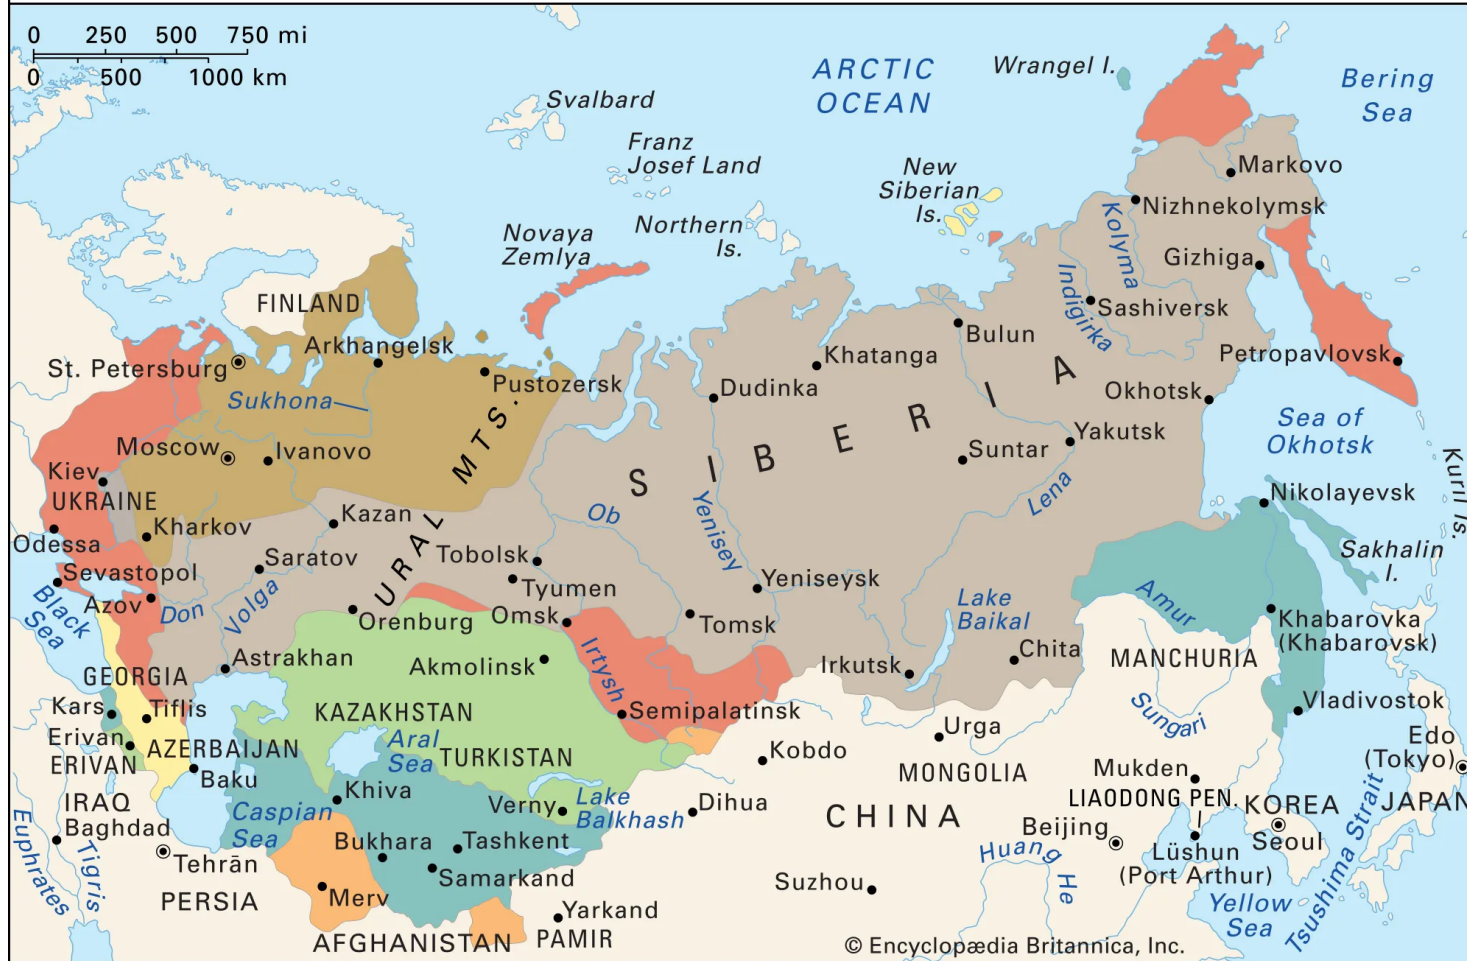 0 250 500 750 mi
0 500 1000 km
ARCTIC
OCEAN
Wrangel I.
Bering
Sea
Svalbard
Franz
Josef Land
New
Siberian
Is.
Markovo
Nizhnekolymsk
Novaya
Zemlya
Northern
Is.
Kolyma
Gizhiga
Indigirka
Sashiversk
FINLAND
Arkhangelsk
Bulun
Khatanga
St. Petersburg
Pustozersk
Dudinka
Petropavlovsk
Okhotsk
Sukhona
SIBERIA
Sea of
Okhotsk
Moscow
Ivanovo
Suntar
Yakutsk
Kiev
UKRAINE
URAL MTS.
Kuril Is.
Nikolayevsk
Lena
Yenisey
Ob
Kazan
Kharkov
Odessa
Saratov
Tobolsk
Sakhalin
I.
Sevastopol
Tyumen
Yeniseysk
Black
Sea
Azov
Don
Volga
Orenburg
Omsk
Tomsk
Lake
Baikal
Amur
Khabarovka
(Khabarovsk)
Astrakhan
Akmolinsk
Irtysh
Irkutsk
Chita
MANCHURIA
GEORGIA
Kars
Tiflis
KAZAKHSTAN
Semipalatinsk
Urga
Sungari
Vladivostok
Erivan
ERIVAN
AZERBAIJAN
Aral
Sea
TURKISTAN
Kobdo
Edo
(Tokyo)
Baku
MONGOLIA
Mukden
Khiva
IRAQ
Baghdad
Caspian
Sea
Verny
Lake
Balkhash
Dihua
CHINA
LIAODONG PEN.
KOREA
JAPAN
Euphrates
Tigris
Tehrān
Bukhara
Tashkent
Beijing
Seoul
Huang He
Lüshun
(Port Arthur)
Tsushima Strait
Samarkand
Suzhou
PERSIA
Merv
Yarkand
Yellow
Sea
AFGHANISTAN
PAMIR
© Encyclopædia Britannica, Inc.